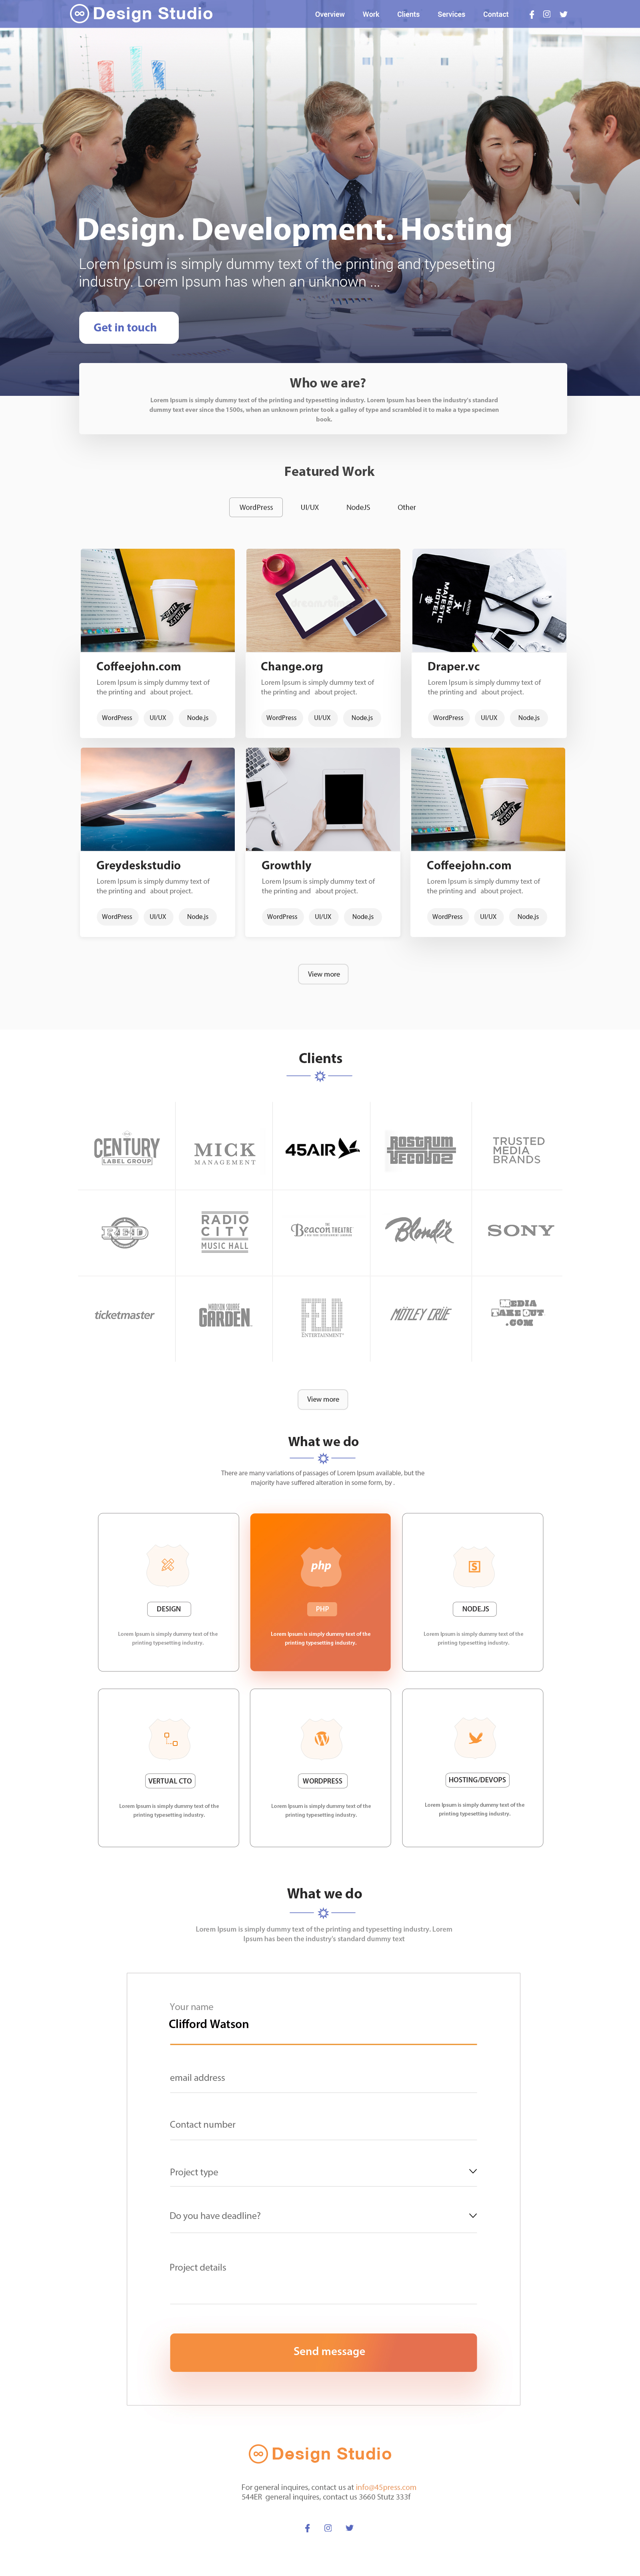 Design Studio
Overview Work Clients Services Contact
Design. Development. Hosting
Lorem Ipsum is simply dummy text of the printing and typesetting
industry. Lorem Ipsum has when an unknown ...
Get in touch
Who we are?
Lorem Ipsum is simply dummy text of the printing and typesetting industry. Lorem Ipsum has been the industry's standard
dummy text ever since the 1500s, when an unknown printer took a galley of type and scrambled it to make a type specimen
book.
Featured Work
WordPress UI/UX NodeJS Other
Coffeejohn.com
Lorem Ipsum is simply dummy text of
the printing and about project.
WordPress UI/UX Node.js
Change.org
Lorem Ipsum is simply dummy text of
the printing and about project.
WordPress UI/UX Node.js
Draper.vc
Lorem Ipsum is simply dummy text of
the printing and about project.
WordPress UI/UX Node.js
Greydeskstudio
Lorem Ipsum is simply dummy text of
the printing and about project.
WordPress UI/UX Node.js
Growthly
Lorem Ipsum is simply dummy text of
the printing and about project.
WordPress UI/UX Node.js
Coffeejohn.com
Lorem Ipsum is simply dummy text of
the printing and about project.
WordPress UI/UX Node.js
View more
Clients
CENTURY
LABEL GROUP
MICK
MANAGEMENT
45AIR
ROSTRUM
RECORDS
TRUSTED
MEDIA
BRANDS
RED
RADIO
CITY
MUSIC HALL
THE Beacon THEATRE
Blondie
SONY
ticketmaster
MADISON SQUARE
GARDEN
FELD
ENTERTAINMENT
MÖTLEY CRÜE
MEDIA
TAKE OUT
.COM
View more
What we do
There are many variations of passages of Lorem Ipsum available, but the
majority have suffered alteration in some form, by .
DESIGN
Lorem Ipsum is simply dummy text of the
printing typesetting industry.
php
PHP
Lorem Ipsum is simply dummy text of the
printing typesetting industry.
NODE.JS
Lorem Ipsum is simply dummy text of the
printing typesetting industry.
VERTUAL CTO
Lorem Ipsum is simply dummy text of the
printing typesetting industry.
WORDPRESS
Lorem Ipsum is simply dummy text of the
printing typesetting industry.
HOSTING/DEVOPS
Lorem Ipsum is simply dummy text of the
printing typesetting industry.
What we do
Lorem Ipsum is simply dummy text of the printing and typesetting industry. Lorem
Ipsum has been the industry's standard dummy text
Your name
Clifford Watson
email address
Contact number
Project type
Do you have deadline?
Project details
Send message
Design Studio
For general inquires, contact us at info@45press.com
544ER general inquires, contact us 3660 Stutz 333f